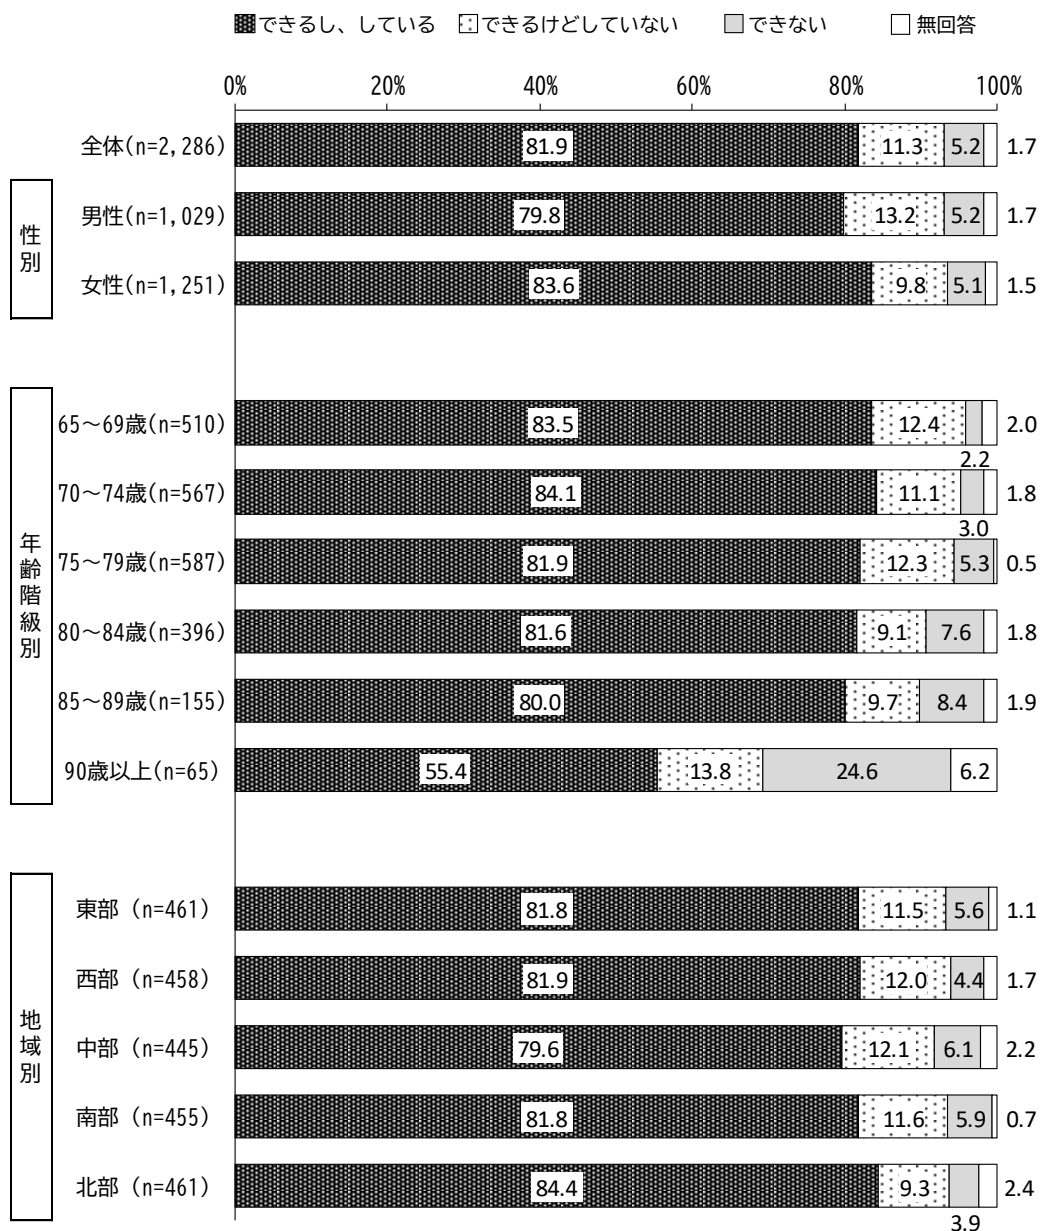 できるし、している できるけどしていない できない 無回答
0% 20% 40% 60% 80% 100%
全体(n=2,286) 81.9 11.3 5.2 1.7
性別
男性(n=1,029) 79.8 13.2 5.2 1.7
女性(n=1,251) 83.6 9.8 5.1 1.5
年齢階級別
65～69歳(n=510) 83.5 12.4 2.2 2.0
70～74歳(n=567) 84.1 11.1 3.0 1.8
75～79歳(n=587) 81.9 12.3 5.3 0.5
80～84歳(n=396) 81.6 9.1 7.6 1.8
85～89歳(n=155) 80.0 9.7 8.4 1.9
90歳以上(n=65) 55.4 13.8 24.6 6.2
地域別
東部 (n=461) 81.8 11.5 5.6 1.1
西部 (n=458) 81.9 12.0 4.4 1.7
中部 (n=445) 79.6 12.1 6.1 2.2
南部 (n=455) 81.8 11.6 5.9 0.7
北部 (n=461) 84.4 9.3 3.9 2.4